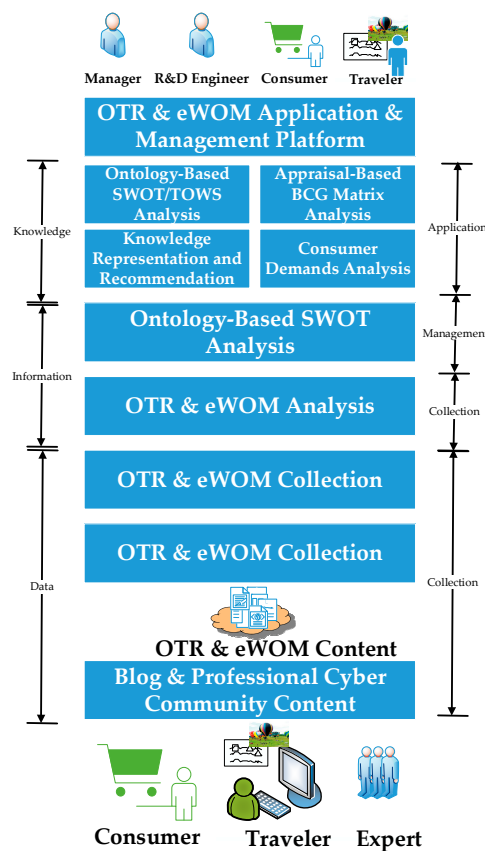 Manager R&D Engineer Consumer Traveler
OTR & eWOM Application &
Management Platform
Ontology-Based
SWOT/TOWS
Analysis
Appraisal-Based
BCG Matrix
Analysis
Knowledge
Application
Knowledge
Representation and
Recommendation
Consumer
Demands Analysis
Ontology-Based SWOT
Analysis
Management
Information
OTR & eWOM Analysis
Collection
OTR & eWOM Collection
OTR & eWOM Collection
Data
Collection
OTR & eWOM Content
Blog & Professional Cyber
Community Content
Consumer Traveler Expert